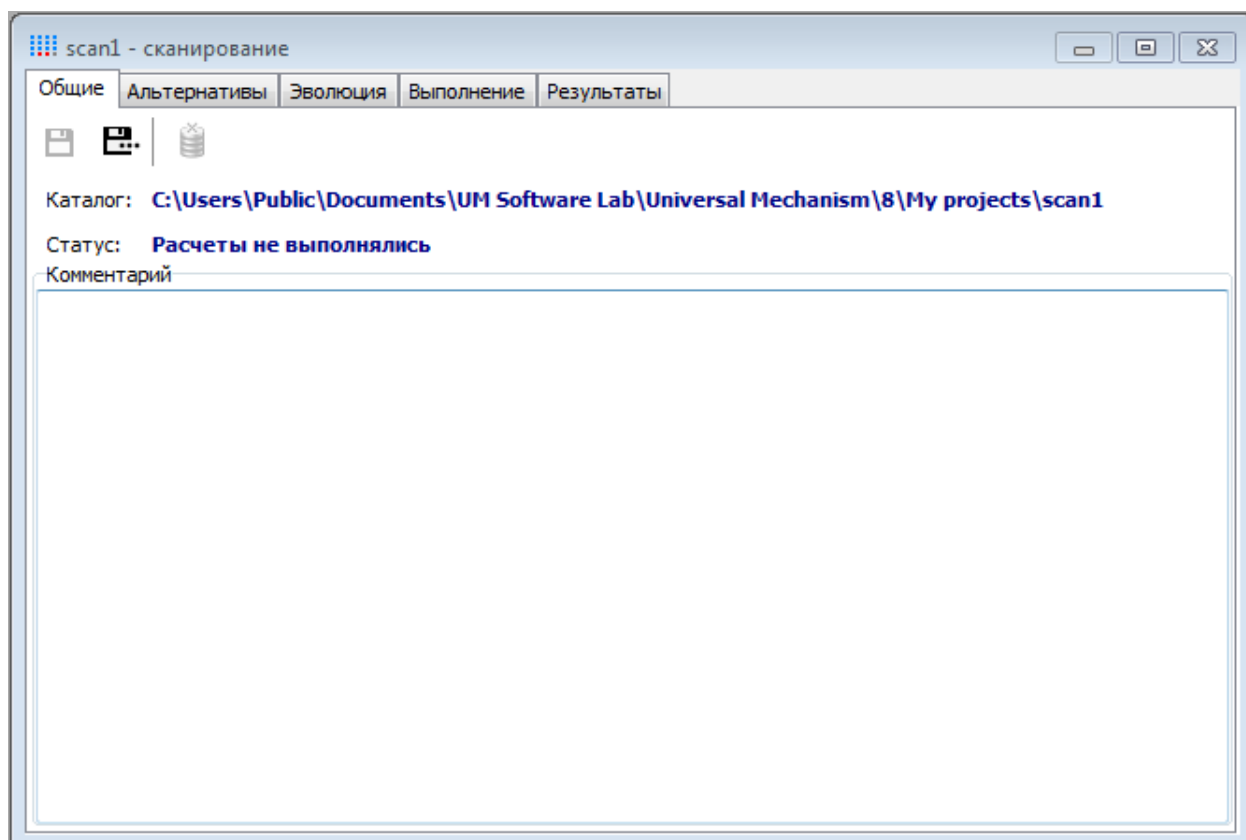 scan1 - сканирование
Общие Альтернативы Эволюция Выполнение Результаты
Каталог: C:\Users\Public\Documents\UM Software Lab\Universal Mechanism\8\My projects\scan1
Статус: Расчеты не выполнялись
Комментарий